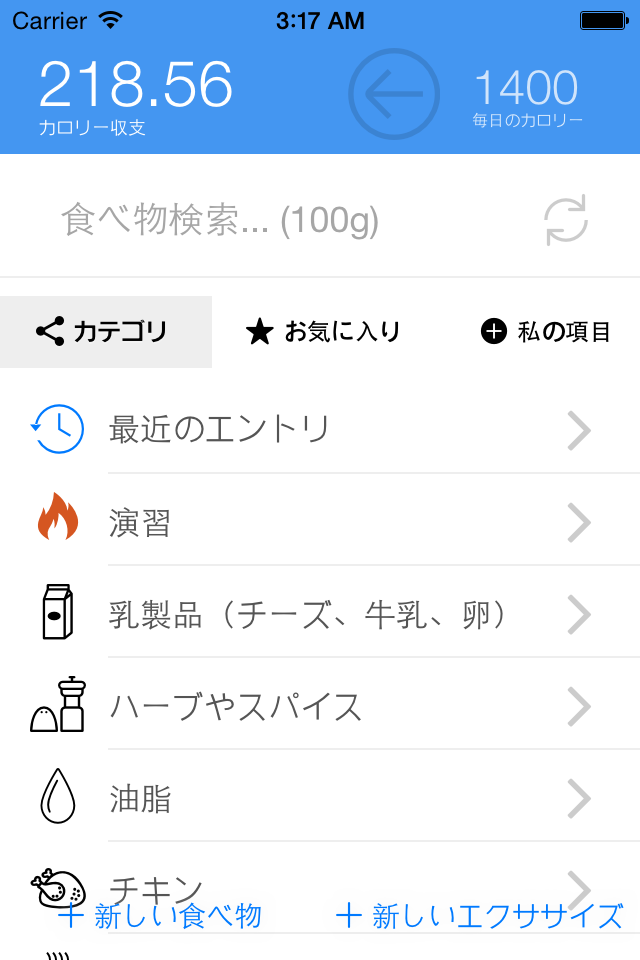 Carrier 3:17 AM
218.56 1400
カロリー収支 毎日のカロリー
食べ物検索... (100g)
カテゴリ お気に入り 私の項目
最近のエントリ
演習
乳製品（チーズ、牛乳、卵）
ハーブやスパイス
油脂
チキン
+ 新しい食べ物 + 新しいエクササイズ